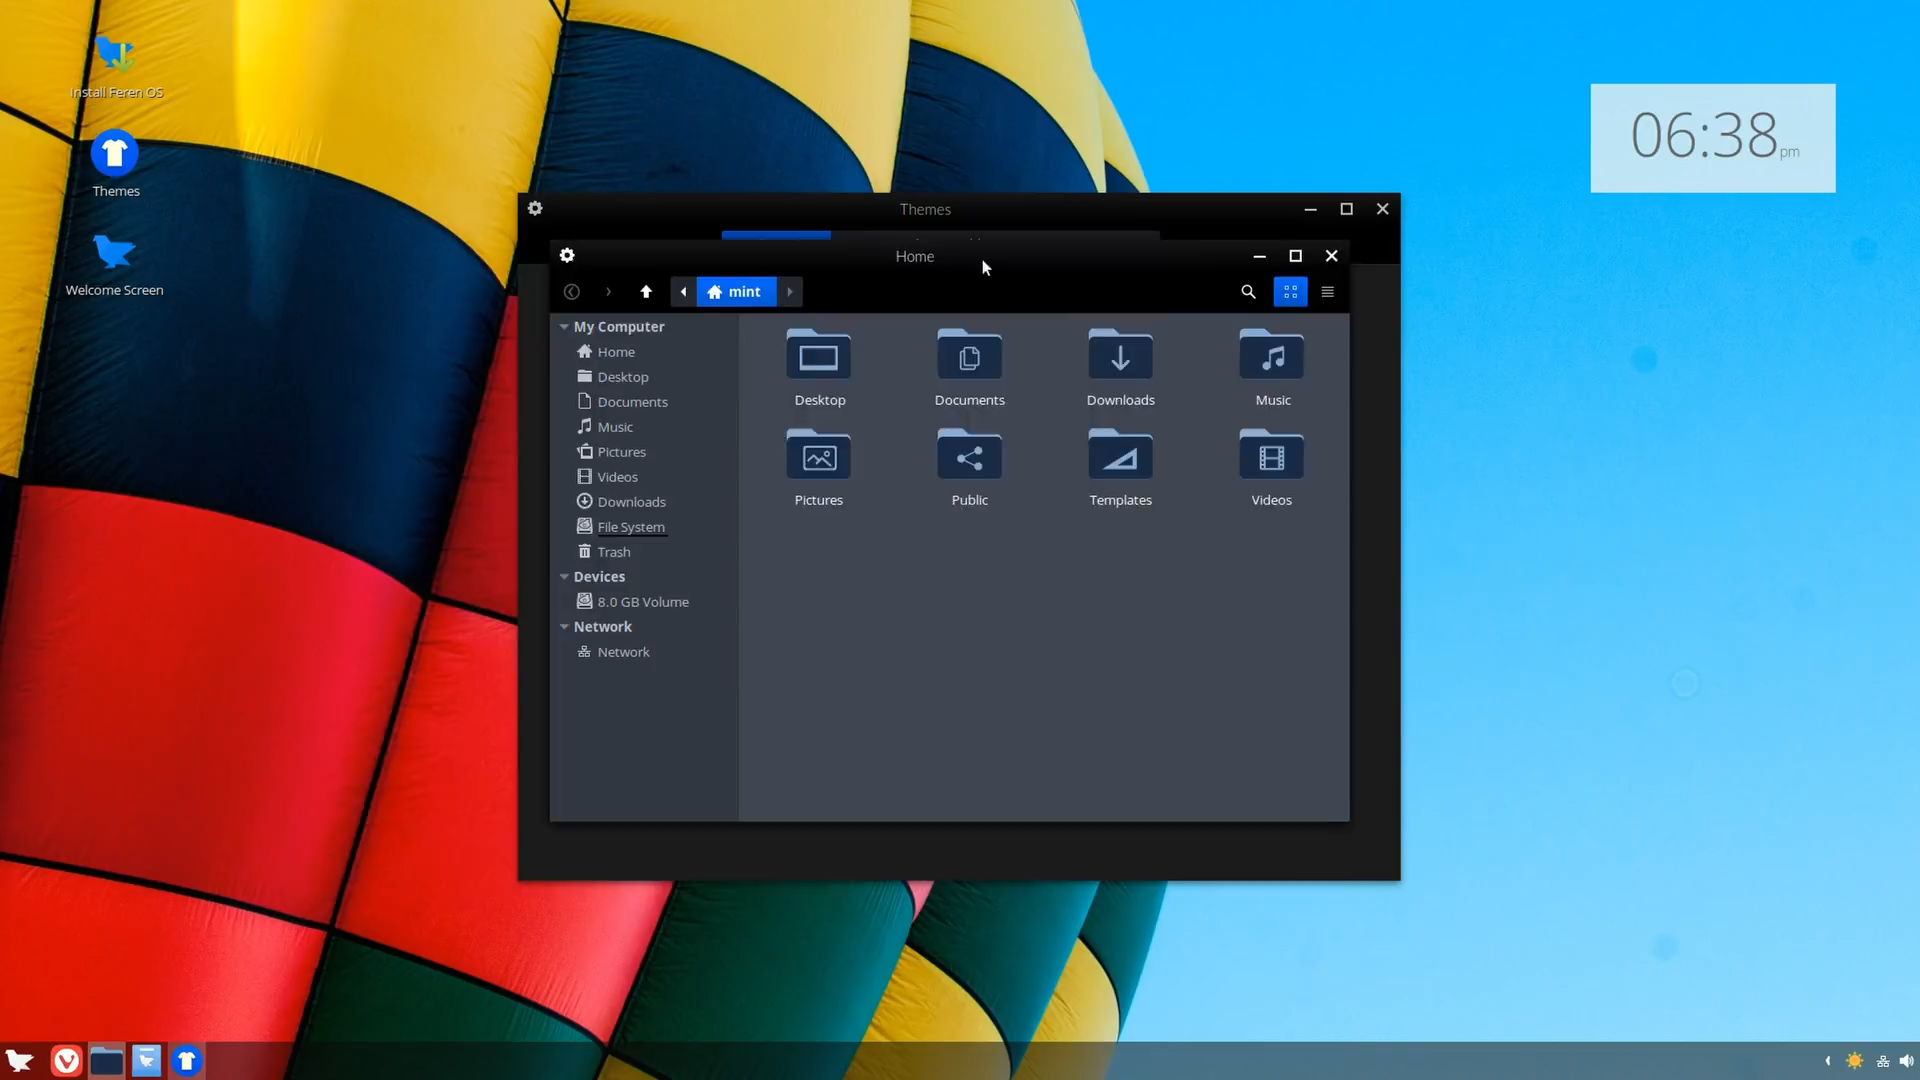 Install Feren OS
Themes
Welcome Screen
06:38 pm
Themes
Home
mint
My Computer
Home
Desktop
Documents
Music
Pictures
Videos
Downloads
File System
Trash
Devices
8.0 GB Volume
Network
Network
Desktop
Documents
Downloads
Music
Pictures
Public
Templates
Videos